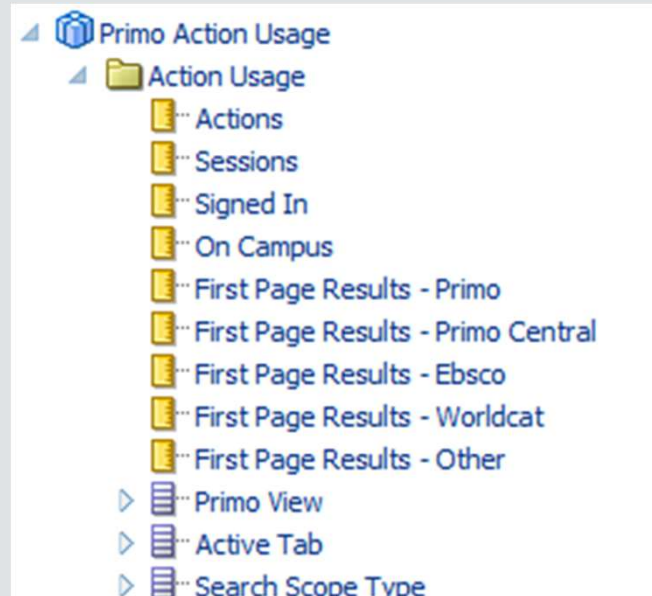 Primo Action Usage
Action Usage
Actions
Sessions
Signed In
On Campus
First Page Results - Primo
First Page Results - Primo Central
First Page Results - Ebsco
First Page Results - Worldcat
First Page Results - Other
Primo View
Active Tab
Search Scope Type